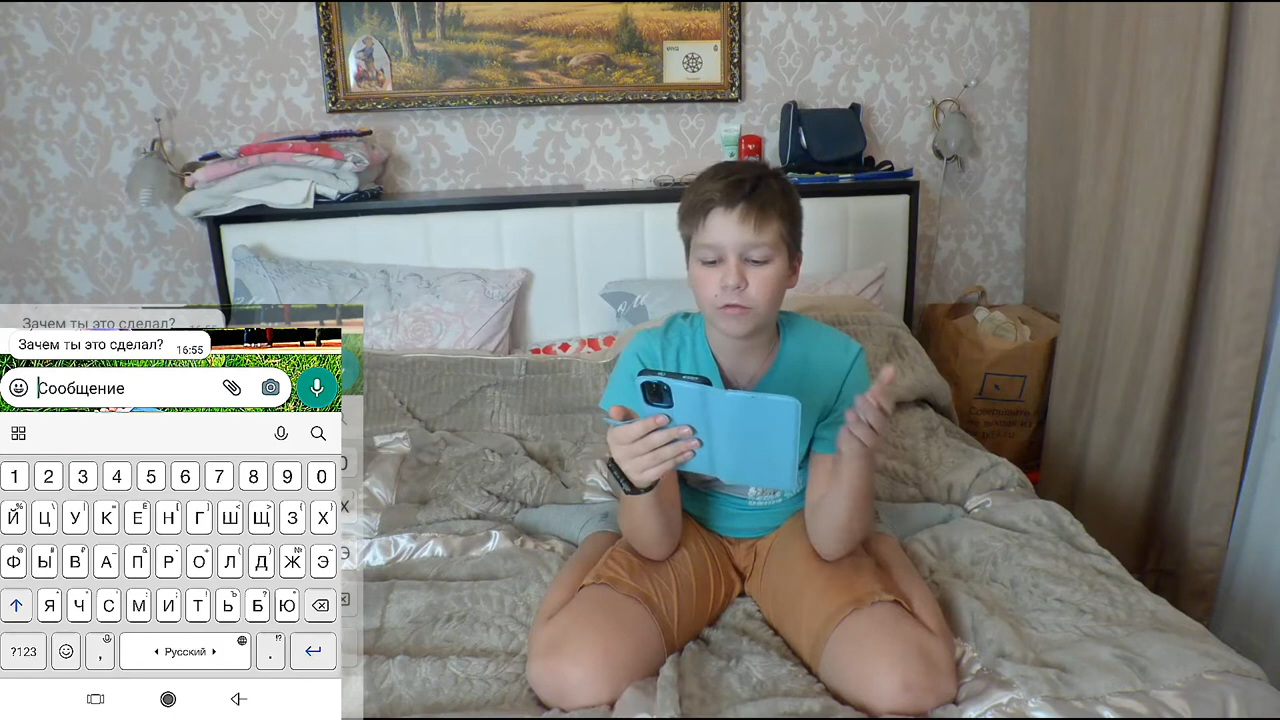 Зачем ты это сделал?
Зачем ты это сделал? 16:55
Сообщение
1 2 3 4 5 6 7 8 9 0
Й Ц У К Е Н Г Ш Щ З Х
Ф Ы В А П Р О Л Д Ж Э
Я Ч С М И Т Ь Б Ю
?123 , Русский .